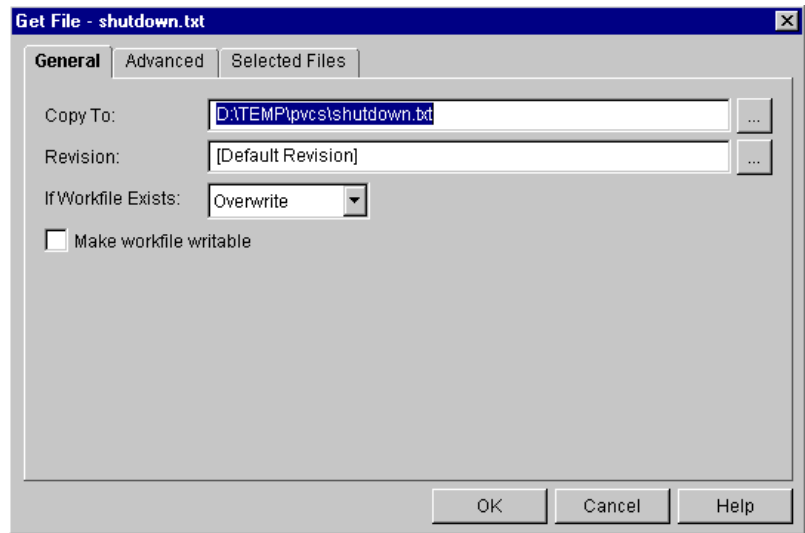 Get File - shutdown.txt
General Advanced Selected Files
Copy To: D:\TEMP\pvcs\shutdown.txt ...
Revision: [Default Revision] ...
If Workfile Exists: Overwrite
Make workfile writable
OK Cancel Help